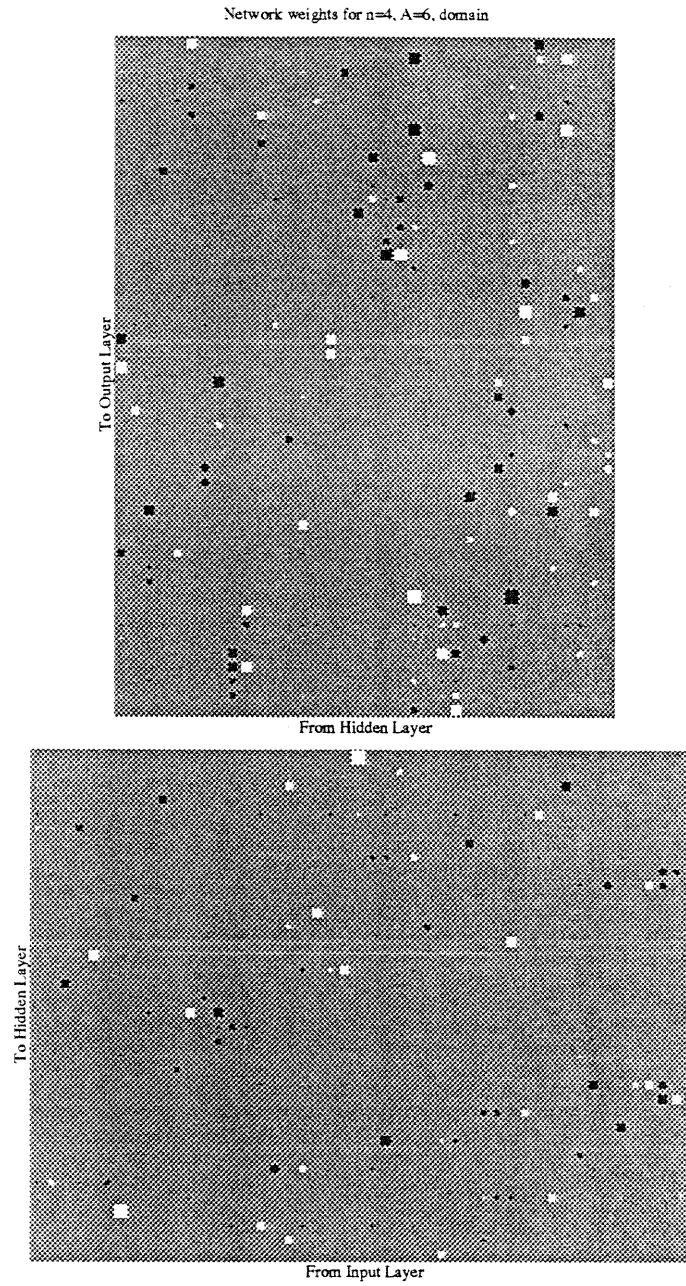 Network weights for n=4, A=6, domain
To Output Layer
From Hidden Layer
To Hidden Layer
From Input Layer